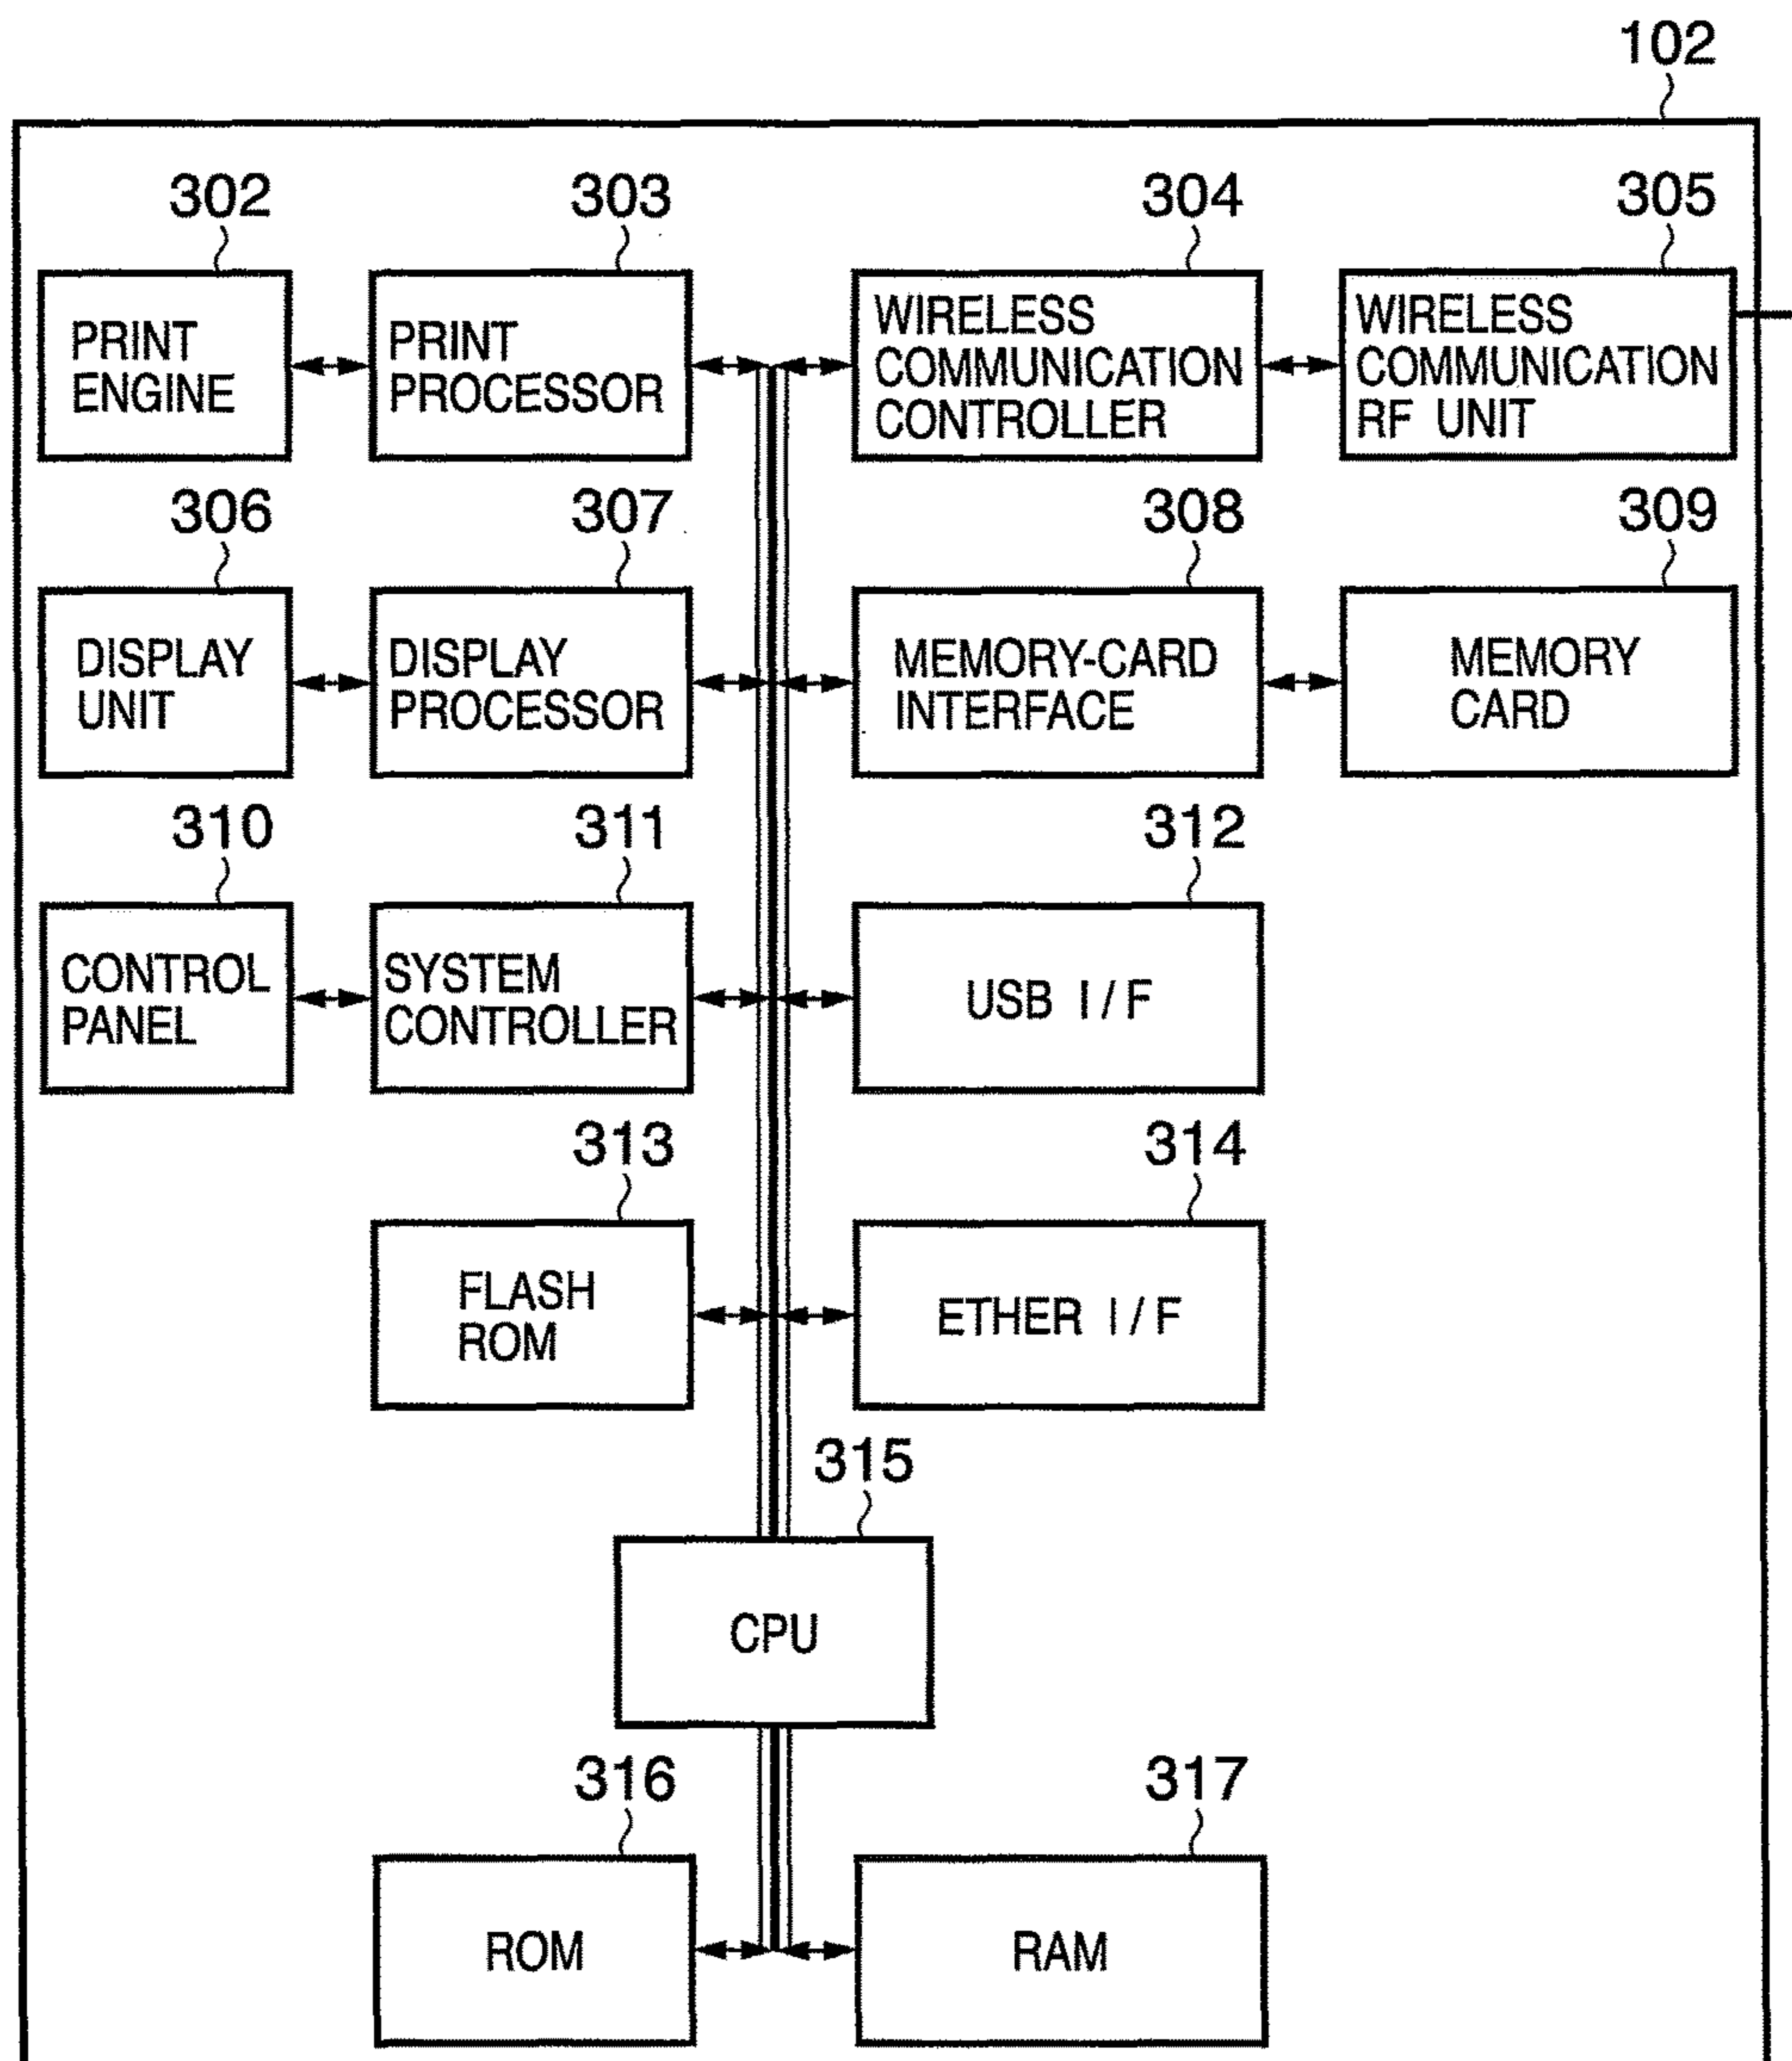 102
302
303
304
305
PRINT
ENGINE
PRINT
PROCESSOR
WIRELESS
COMMUNICATION
CONTROLLER
WIRELESS
COMMUNICATION
RF UNIT
306
307
308
309
DISPLAY
UNIT
DISPLAY
PROCESSOR
MEMORY-CARD
INTERFACE
MEMORY
CARD
310
311
312
CONTROL
PANEL
SYSTEM
CONTROLLER
USB I / F
313
314
FLASH
ROM
ETHER I / F
315
CPU
316
317
ROM
RAM